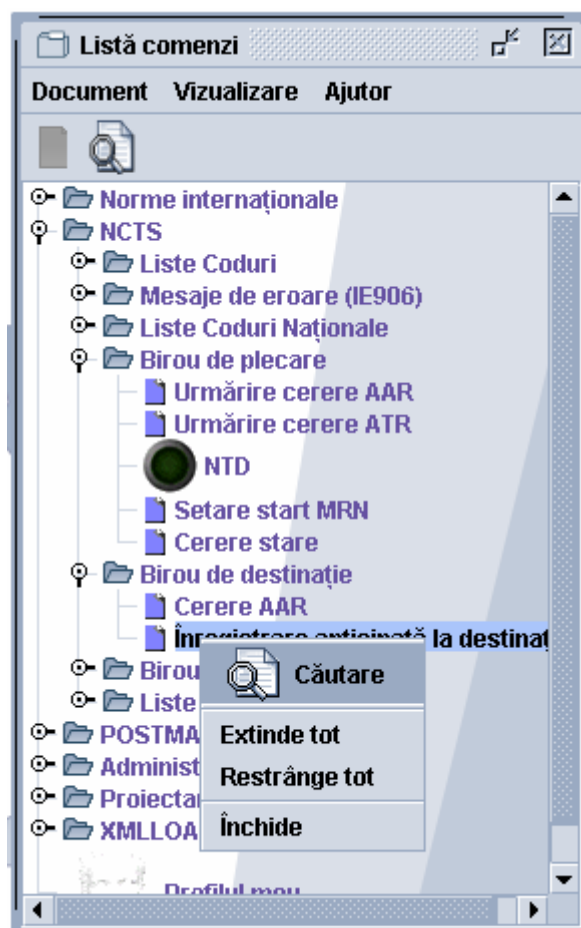 Listă comenzi
Document Vizualizare Ajutor
Norme internaționale
NCTS
Liste Coduri
Mesaje de eroare (IE906)
Liste Coduri Naționale
Birou de plecare
Urmărire cerere AAR
Urmărire cerere ATR
NTD
Setare start MRN
Cerere stare
Birou de destinație
Cerere AAR
Înregistrare anticipată la destinaț
Birou
Liste
POSTMA
Administ
Proiectar
XMLLOA
Profilul meu
Căutare
Extinde tot
Restrânge tot
Închide